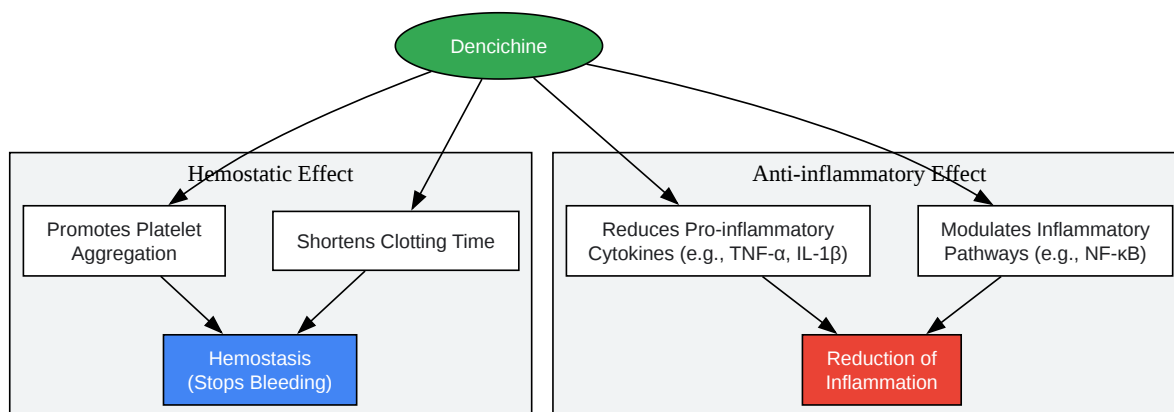 Dencichine
Hemostatic Effect
Promotes Platelet
Aggregation
Shortens Clotting Time
Hemostasis
(Stops Bleeding)
Anti-inflammatory Effect
Reduces Pro-inflammatory
Cytokines (e.g., TNF-α, IL-1β)
Modulates Inflammatory
Pathways (e.g., NF-κB)
Reduction of
Inflammation